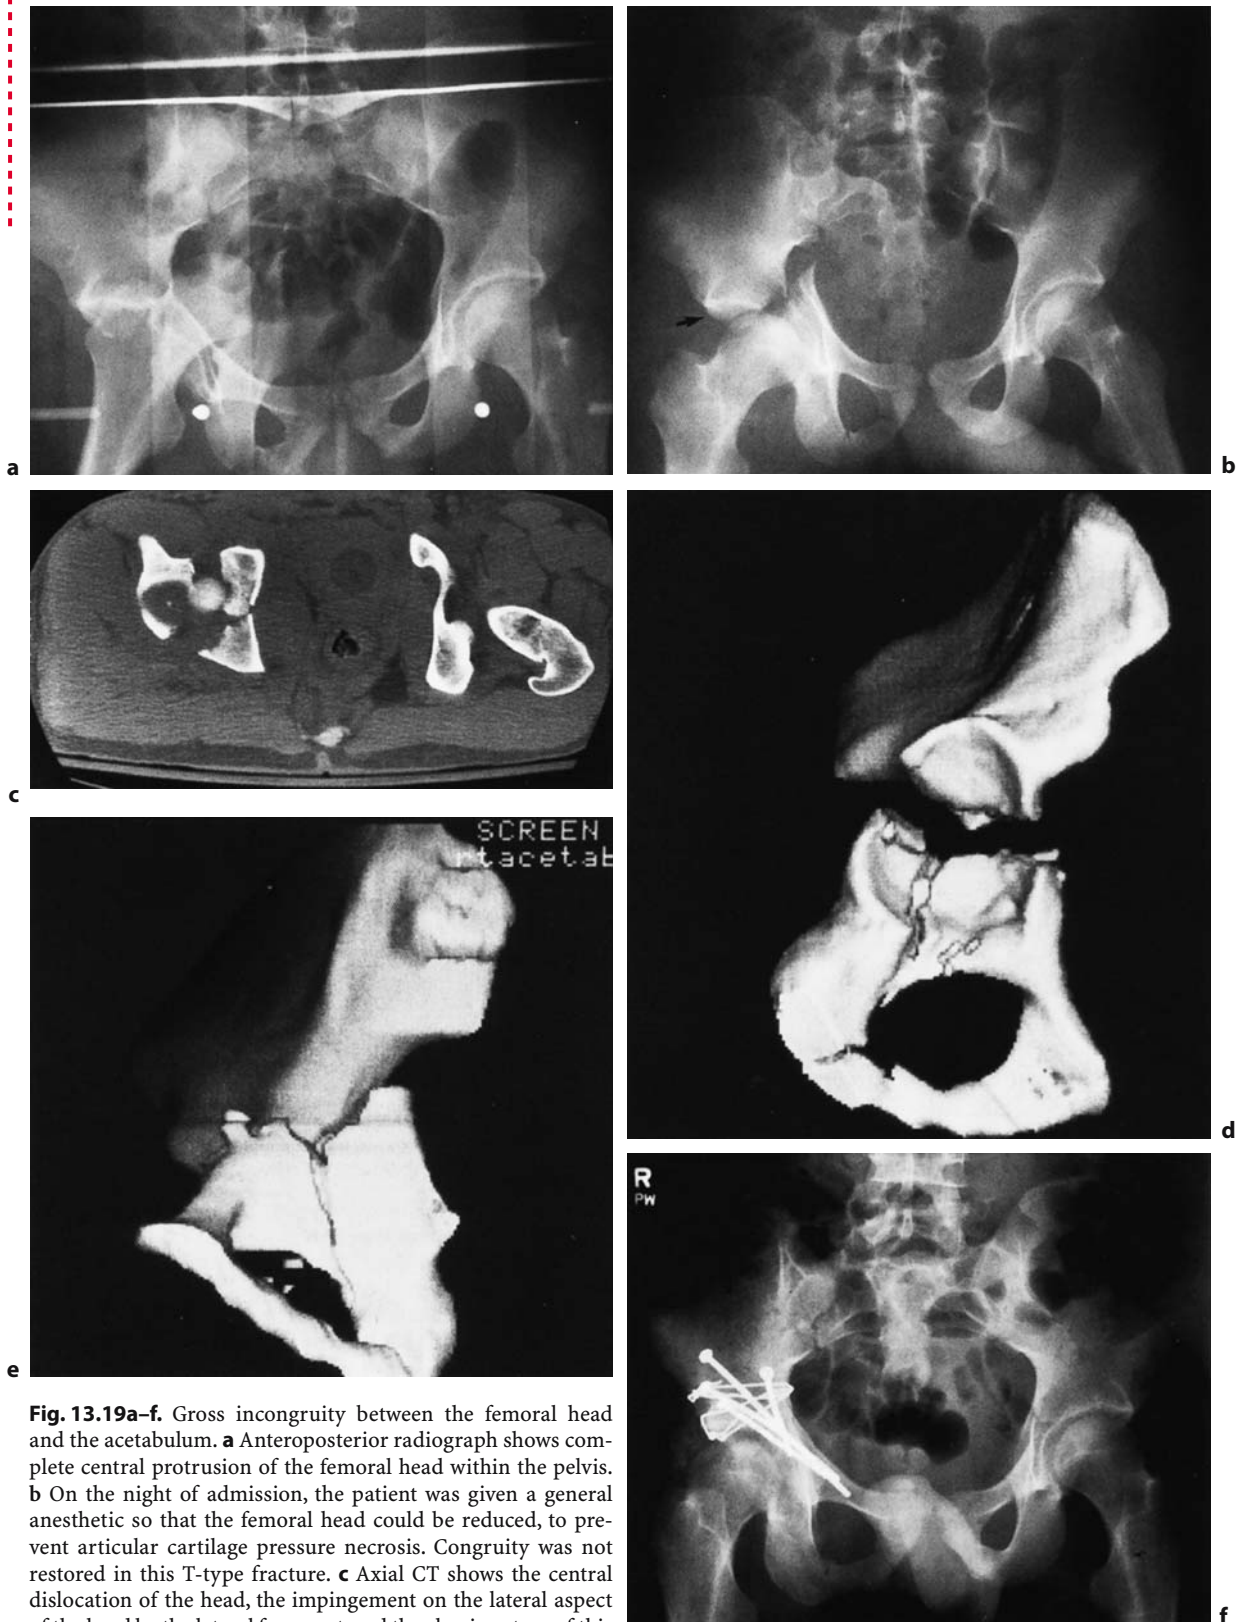 a
b
c
d
SCREEN
rtacetab
e
R
PW
f
Fig. 13.19a–f. Gross incongruity between the femoral head
and the acetabulum. a Anteroposterior radiograph shows com-
plete central protrusion of the femoral head within the pelvis.
b On the night of admission, the patient was given a general
anesthetic so that the femoral head could be reduced, to pre-
vent articular cartilage pressure necrosis. Congruity was not
restored in this T-type fracture. c Axial CT shows the central
dislocation of the head, the impingement on the lateral aspect